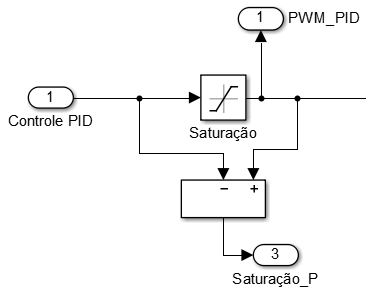 1
PWM_PID
1
Controle PID
Saturação
− +
3
Saturação_P